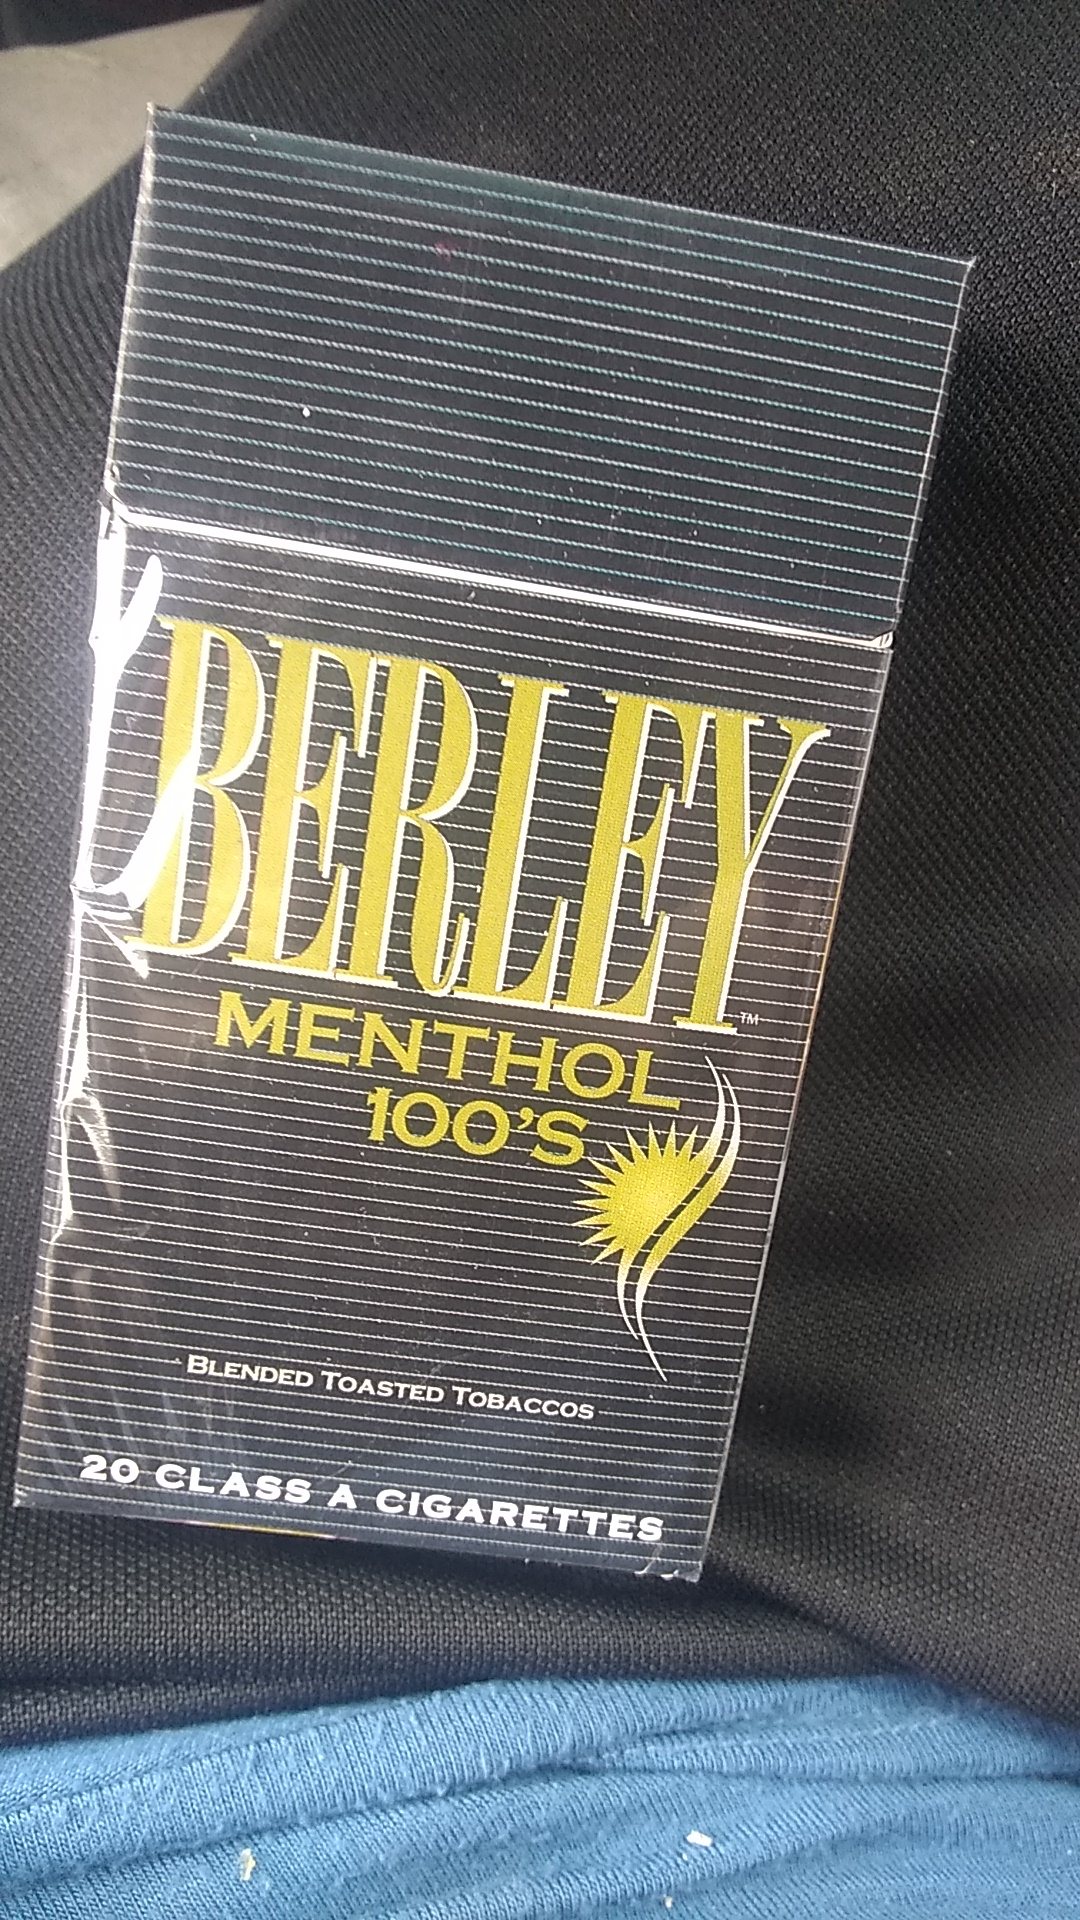 BERLEY™
MENTHOL
100'S
BLENDED TOASTED TOBACCOS
20 CLASS A CIGARETTES